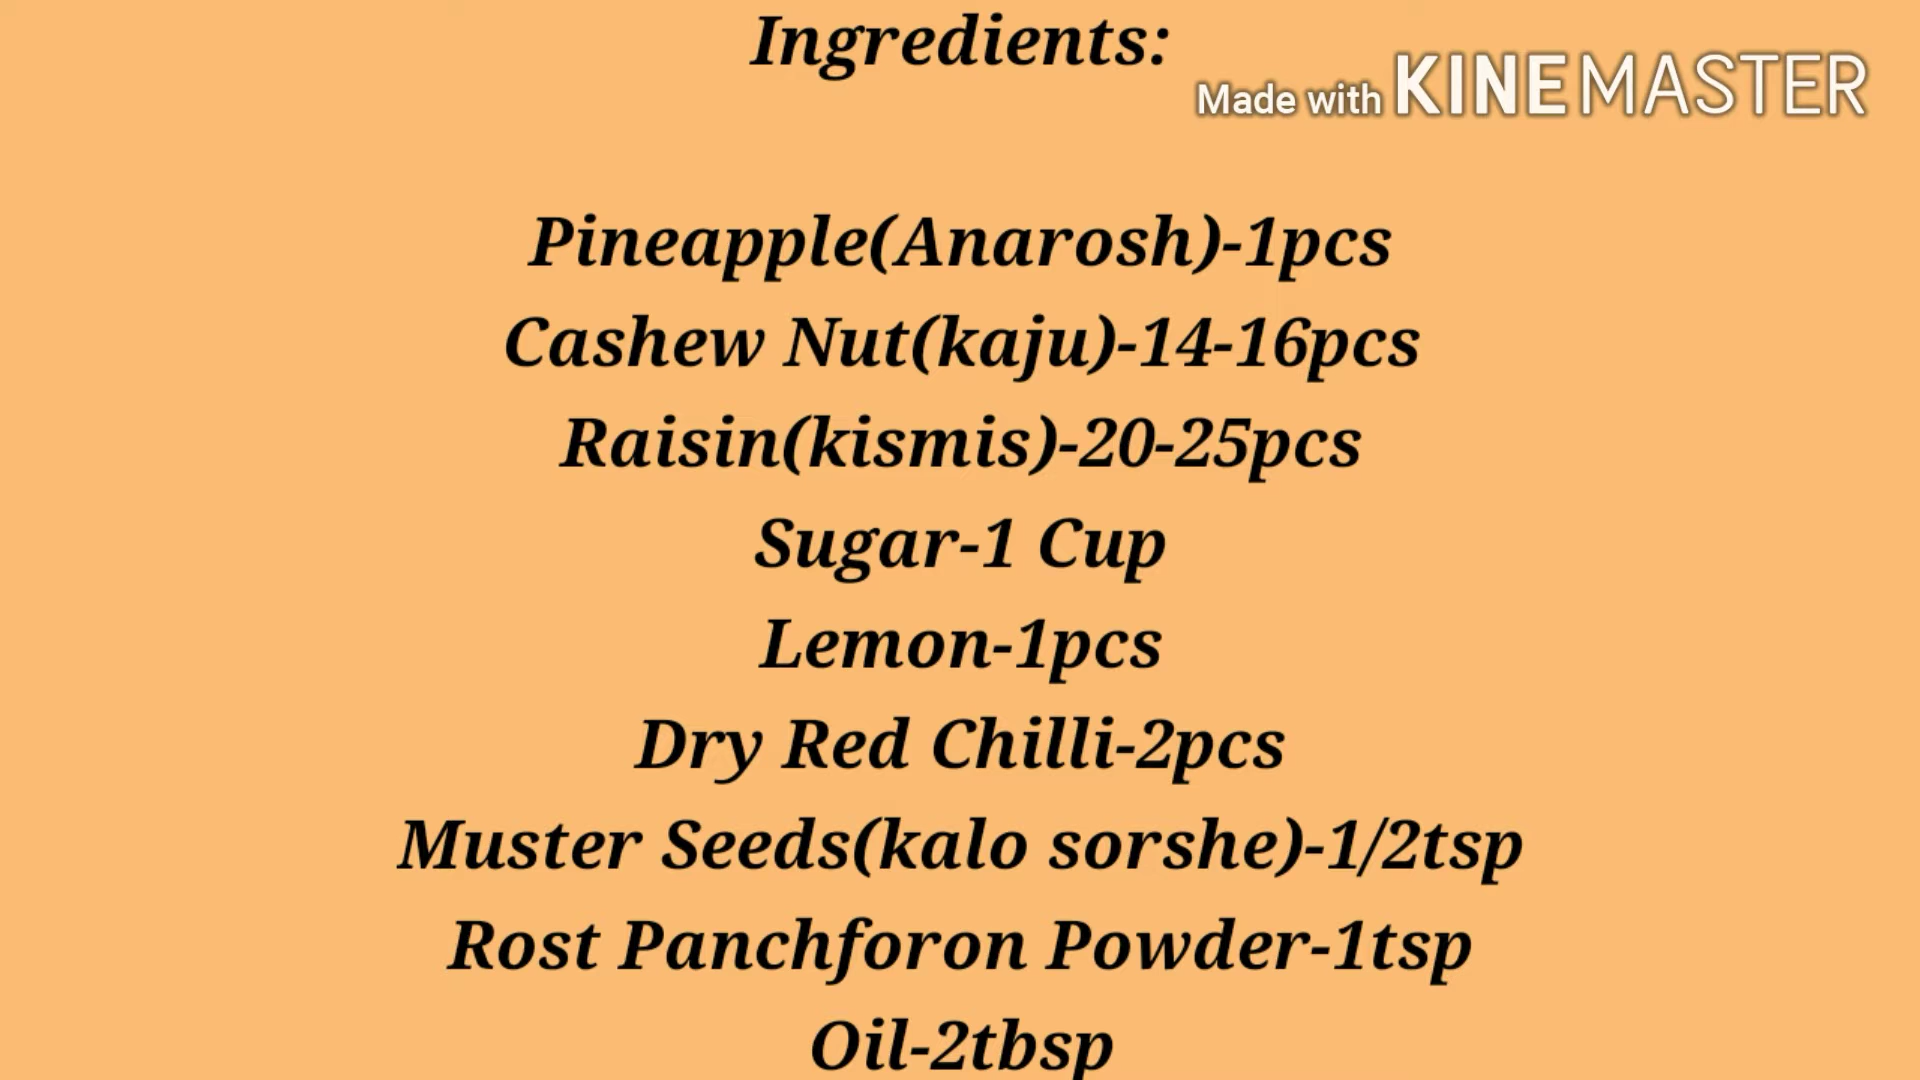 Ingredients:
Made with KINEMASTER
Pineapple(Anarosh)-1pcs
Cashew Nut(kaju)-14-16pcs
Raisin(kismis)-20-25pcs
Sugar-1 Cup
Lemon-1pcs
Dry Red Chilli-2pcs
Muster Seeds(kalo sorshe)-1/2tsp
Rost Panchforon Powder-1tsp
Oil-2tbsp